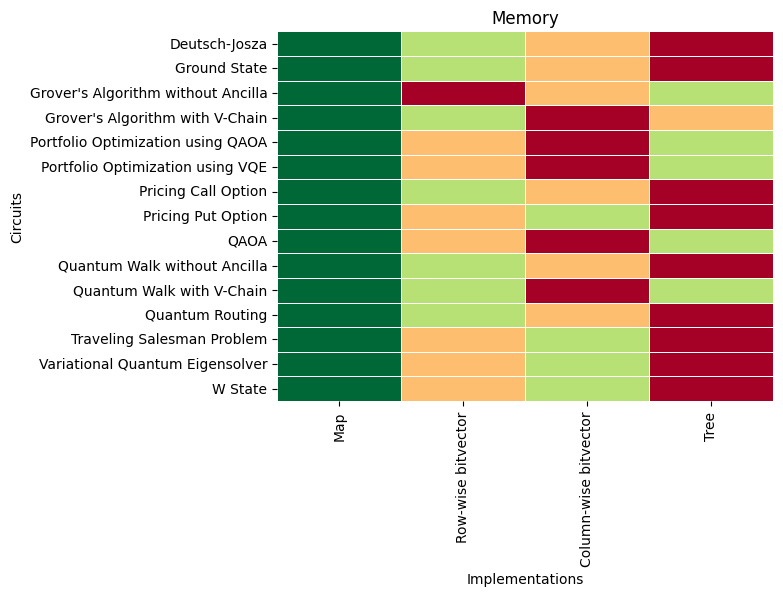 Memory
Deutsch-Josza
Ground State
Grover's Algorithm without Ancilla
Grover's Algorithm with V-Chain
Portfolio Optimization using QAOA
Portfolio Optimization using VQE
Pricing Call Option
Pricing Put Option
QAOA
Quantum Walk without Ancilla
Quantum Walk with V-Chain
Quantum Routing
Traveling Salesman Problem
Variational Quantum Eigensolver
W State
Circuits
Map
Row-wise bitvector
Column-wise bitvector
Tree
Implementations